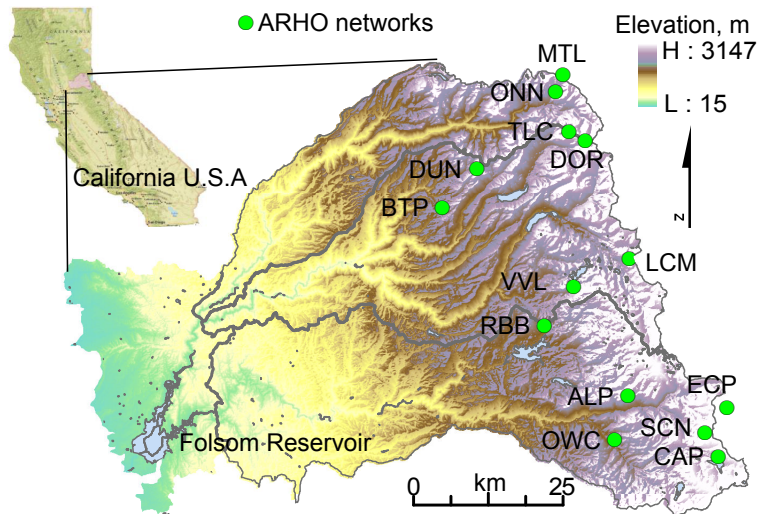 ARHO networks
Elevation, m
H : 3147
L : 15
MTL
ONN
TLC
DOR
DUN
BTP
California U.S.A
z
LCM
VVL
RBB
ALP
ECP
SCN
OWC
CAP
Folsom Reservoir
0 km 25